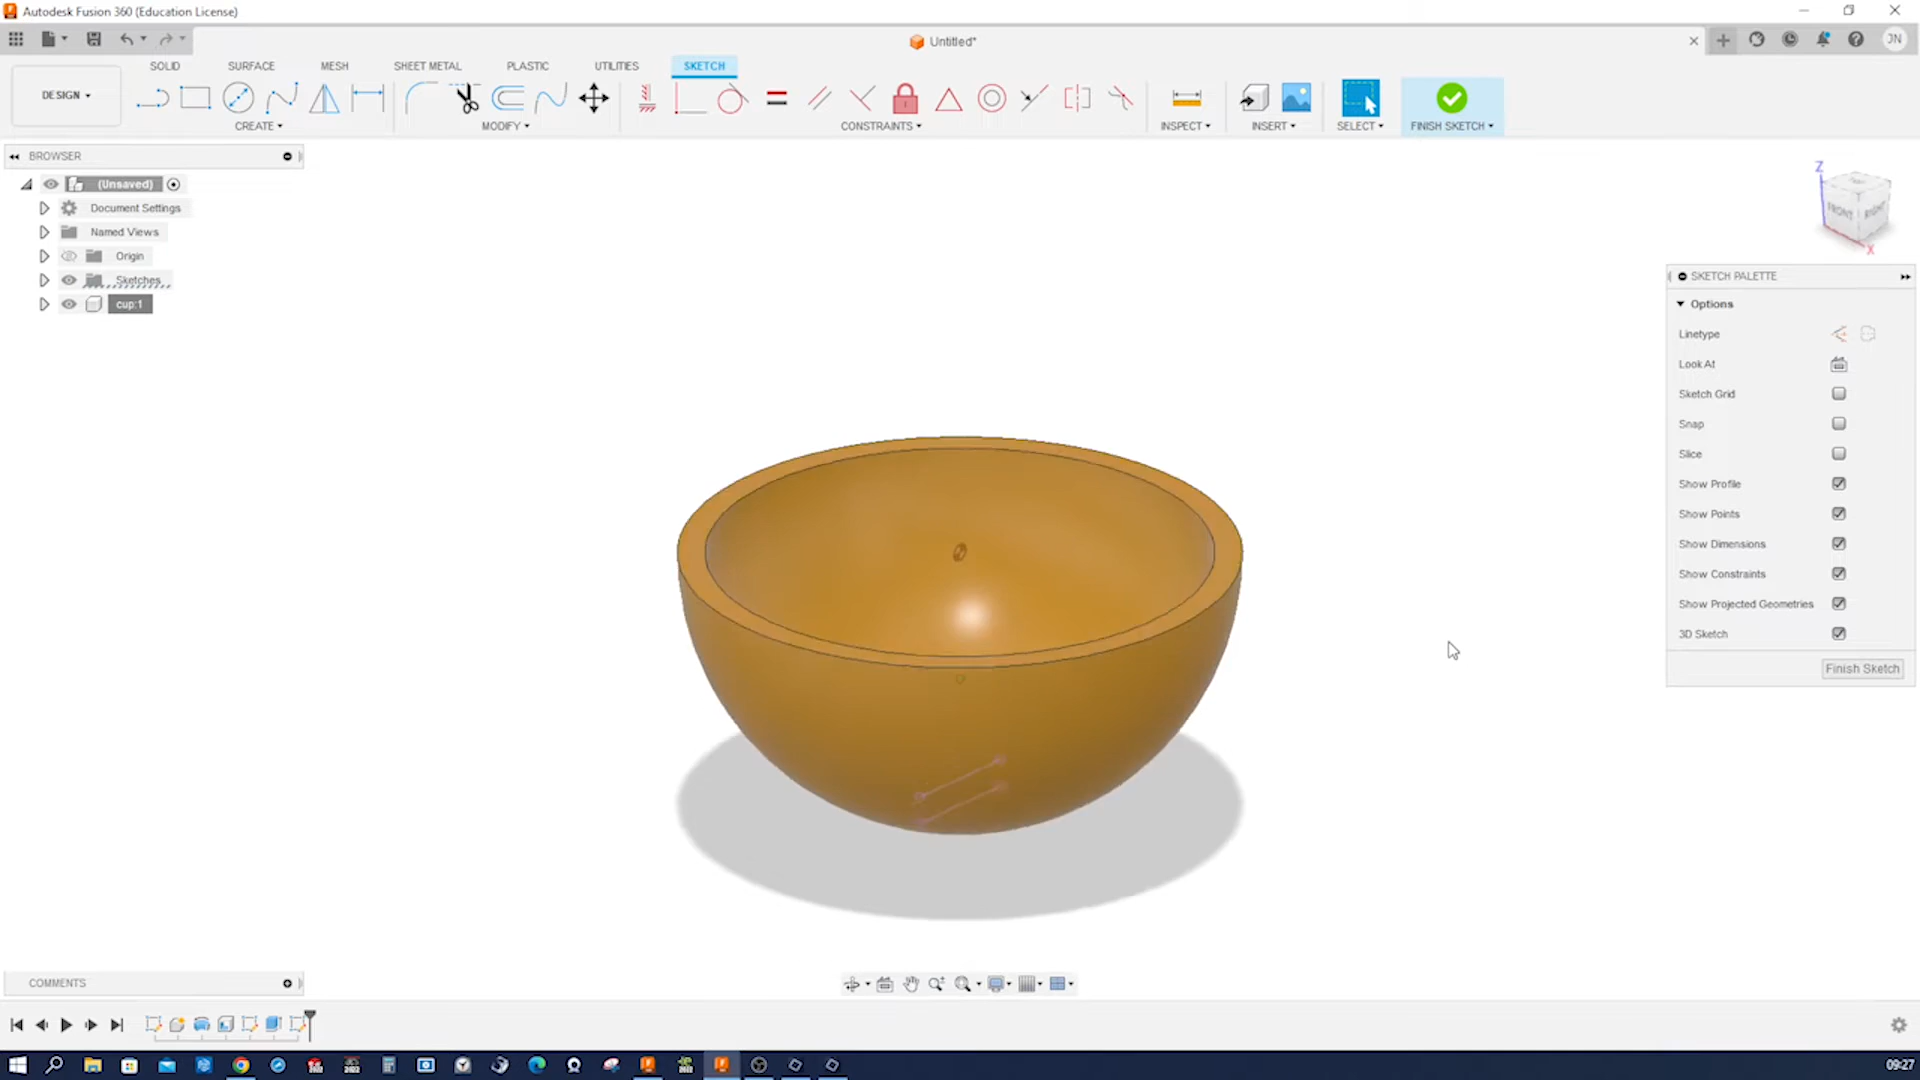 Autodesk Fusion 360 (Education License)
Untitled*
JN
SOLID
SURFACE
MESH
SHEET METAL
PLASTIC
UTILITIES
SKETCH
DESIGN
CREATE
MODIFY
CONSTRAINTS
INSPECT
INSERT
SELECT
FINISH SKETCH
BROWSER
(Unsaved)
Document Settings
Named Views
Origin
Sketches
cup:1
Z
FRONT
RIGHT
X
SKETCH PALETTE
Options
Linetype
Look At
Sketch Grid
Snap
Slice
Show Profile
Show Points
Show Dimensions
Show Constraints
Show Projected Geometries
3D Sketch
Finish Sketch
COMMENTS
09:27